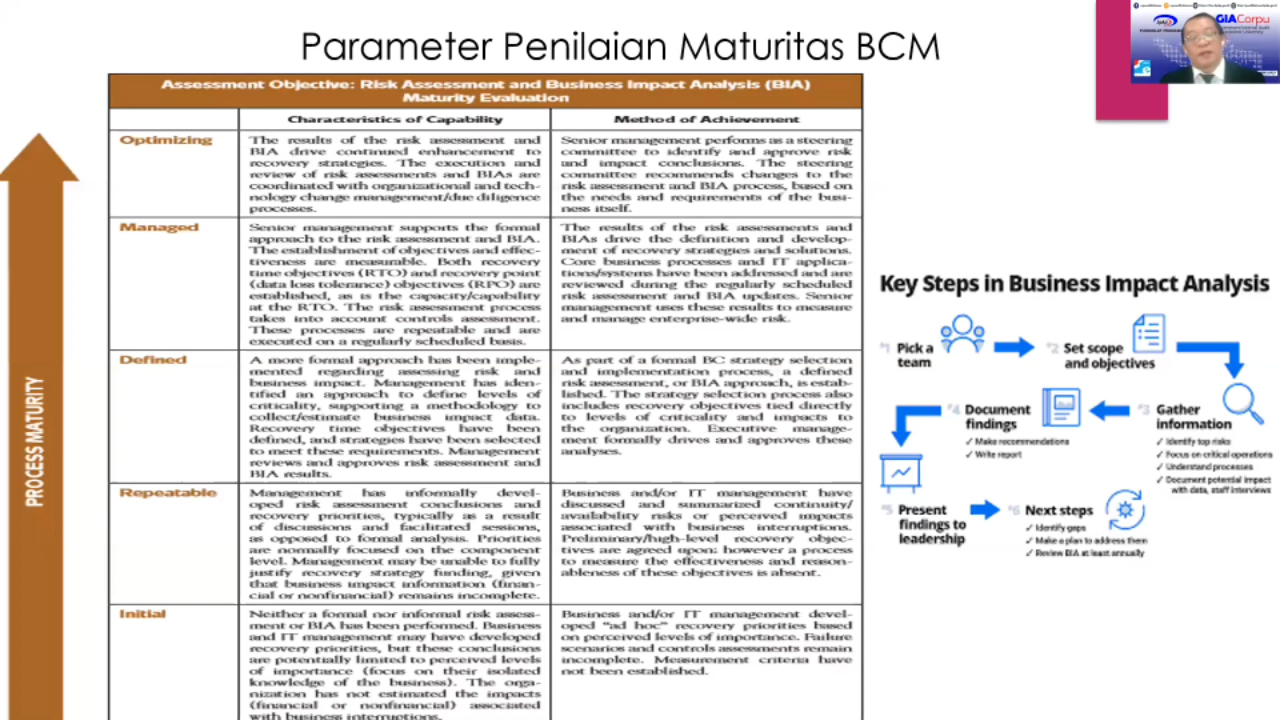 Parameter Penilaian Maturitas BCM
GIACorpu
Assessment Objective: Risk Assessment and Business Impact Analysis (BIA)
Maturity Evaluation
Characteristics of Capability
Method of Achievement
PROCESS MATURITY
Optimizing
The results of the risk assessment and
BIA drive continued enhancement to
recovery strategies. The execution and
review of risk assessments and BIAs are
coordinated with organizational and tech-
nology change management/due diligence
processes.
Senior management performs as a steering
committee to identify and approve risk
and impact conclusions. The steering
committee recommends changes to the
risk assessment and BIA process, based on
the needs and requirements of the busi-
ness itself.
Managed
Senior management supports the formal
approach to the risk assessment and BIA.
The establishment of objectives and effec-
tiveness are measurable. Both recovery
time objectives (RTO) and recovery point
(data loss tolerance) objectives (RPO) are
established, as is the capacity/capability
at the RTO. The risk assessment process
takes into account controls assessment.
These processes are repeatable and are
executed on a regularly scheduled basis.
The results of the risk assessments and
BIAs drive the definition and develop-
ment of recovery strategies and solutions.
Core business processes and IT applica-
tions/systems have been addressed and are
reviewed during the regularly scheduled
risk assessment and BIA updates. Senior
management uses these results to measure
and manage enterprise-wide risk.
Defined
A more formal approach has been imple-
mented regarding assessing risk and
business impact. Management has iden-
tified an approach to define levels of
criticality, supporting a methodology to
collect/estimate business impact data.
Recovery time objectives have been
defined, and strategies have been selected
to meet these requirements. Management
reviews and approves risk assessment and
BIA results.
As part of a formal BC strategy selection
and implementation process, a defined
risk assessment, or BIA approach, is estab-
lished. The strategy selection process also
includes recovery objectives tied directly
to levels of criticality and impacts to
the organization. Executive manage-
ment formally drives and approves these
analyses.
Repeatable
Management has informally devel-
oped risk assessment conclusions and
recovery priorities, typically as a result
of discussions and facilitated sessions,
as opposed to formal analysis. Priorities
are normally focused on the component
level. Management may be unable to fully
justify recovery strategy funding, given
that business impact information (finan-
cial or nonfinancial) remains incomplete.
Business and/or IT management have
discussed and summarized continuity/
availability risks or perceived impacts
associated with business interruptions.
Preliminary/high-level recovery objec-
tives are agreed upon; however a process
to measure the effectiveness and reason-
ableness of these objectives is absent.
Initial
Neither a formal nor informal risk assess-
ment or BIA has been performed. Business
and IT management may have developed
recovery priorities, but these conclusions
are potentially limited to perceived levels
of importance (focus on their isolated
knowledge of the business). The orga-
nization has not estimated the impacts
(financial or nonfinancial) associated
with business interruptions.
Business and/or IT management devel-
oped "ad hoc" recovery priorities based
on perceived levels of importance. Failure
scenarios and controls assessments remain
incomplete. Measurement criteria have
not been established.
Key Steps in Business Impact Analysis
#1 Pick a
team
#2 Set scope
and objectives
#3 Gather
information
✓ Identify top risks
✓ Focus on critical operations
✓ Understand processes
✓ Document potential impact
with data, staff interviews
#4 Document
findings
✓ Make recommendations
✓ Write report
#5 Present
findings to
leadership
#6 Next steps
✓ Identify gaps
✓ Make a plan to address them
✓ Review BIA at least annually